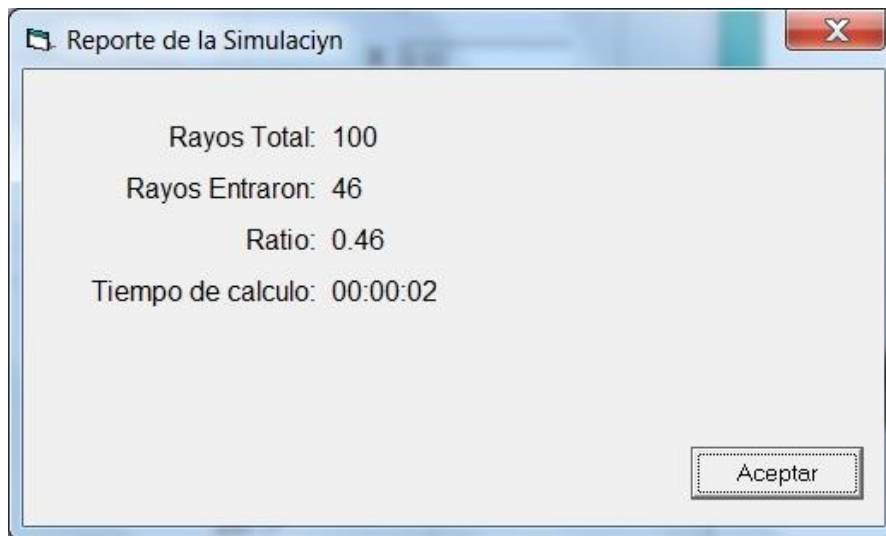 Reporte de la Simulaciyn
Rayos Total: 100
Rayos Entraron: 46
Ratio: 0.46
Tiempo de calculo: 00:00:02
Aceptar